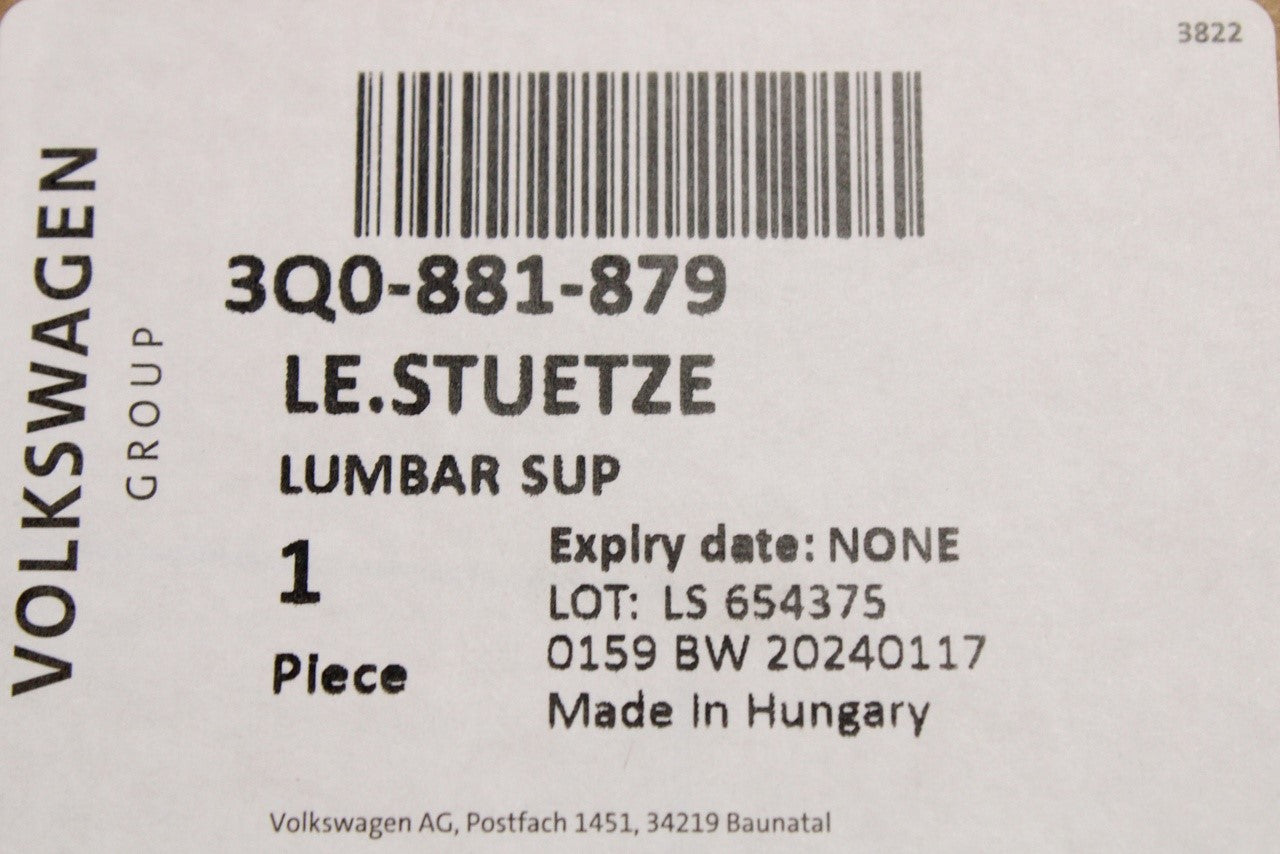 3822
VOLKSWAGEN
GROUP
3Q0-881-879
LE.STUETZE
LUMBAR SUP
1
Piece
Expiry date: NONE
LOT: LS 654375
0159 BW 20240117
Made in Hungary
Volkswagen AG, Postfach 1451, 34219 Baunatal